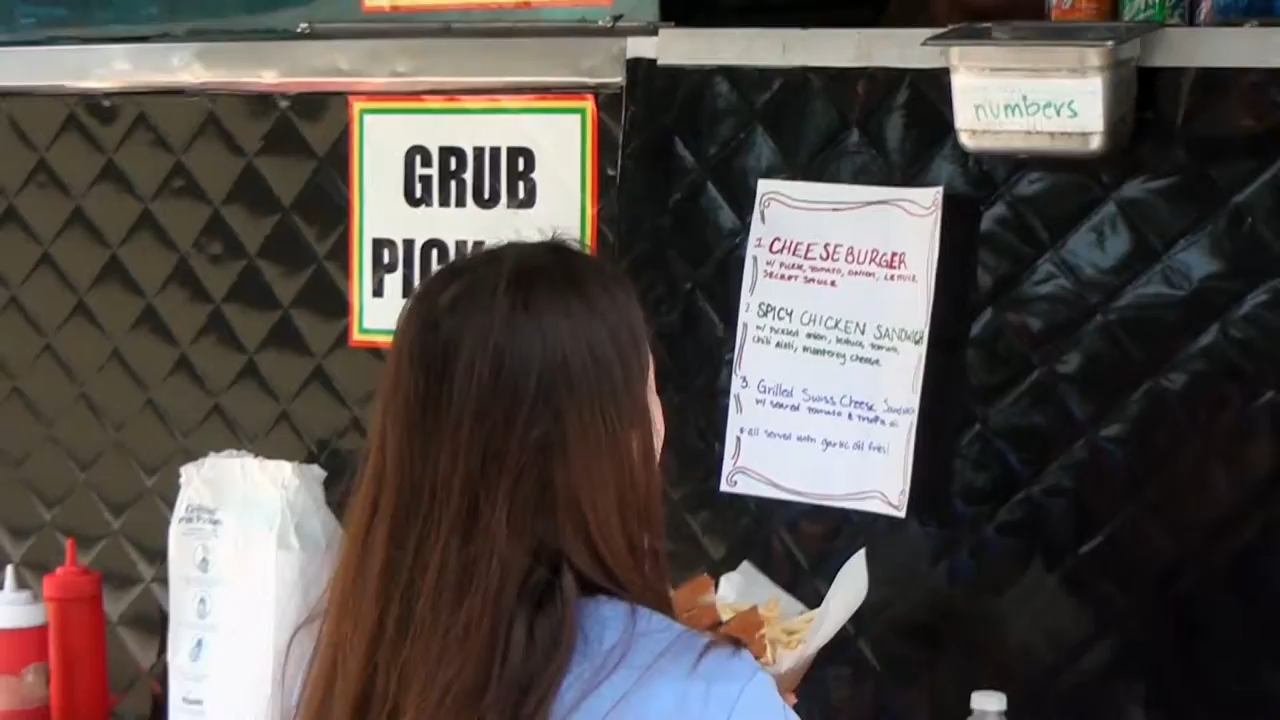 GRUB
numbers
1. CHEESEBURGER
w/ PICKLE, TOMATO, ONION, LETTUCE,
SECRET SAUCE
2. SPICY CHICKEN SANDWICH
w/ Pickled onion, lettuce, tomato,
chili aioli, monterey cheese
3. Grilled Swiss Cheese Sandwich
w/ seared tomato & truffle oil
* all served with garlic oil fries!